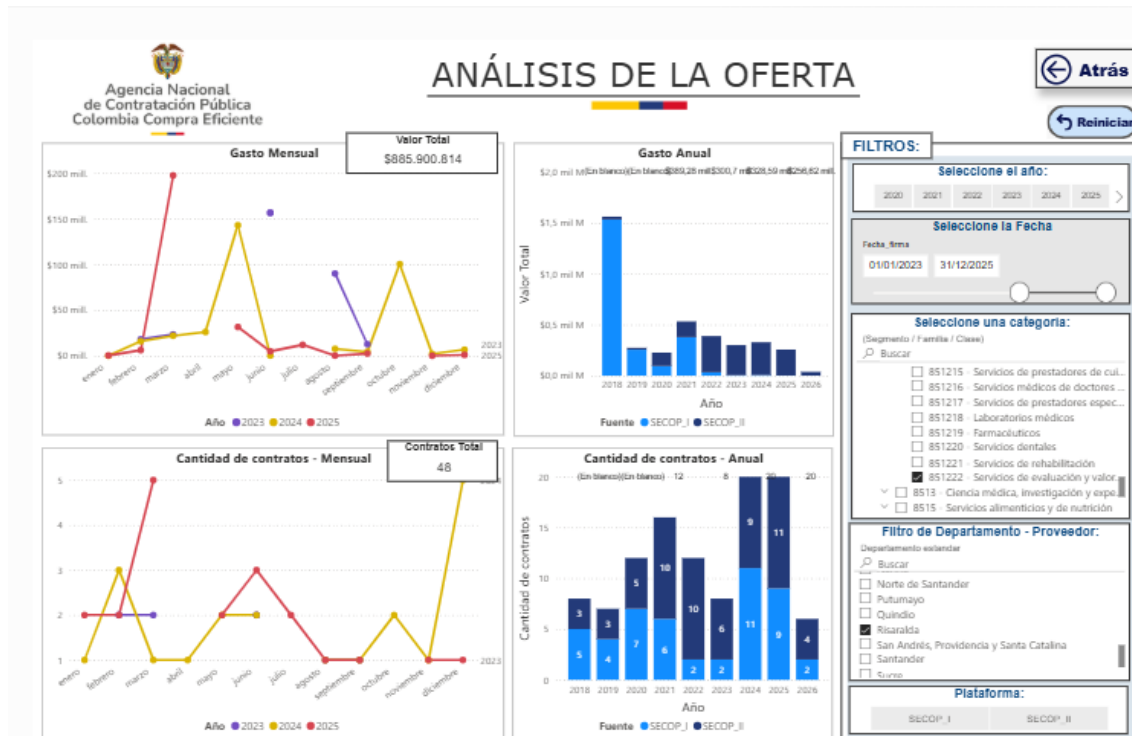 Agencia Nacional
de Contratación Pública
Colombia Compra Eficiente
ANÁLISIS DE LA OFERTA
Atrás
Reiniciar
Gasto Mensual
Valor Total
$885.900.814
$200 mill.
$150 mill.
$100 mill.
$50 mill.
$0 mill.
2023
2025
enero
febrero
marzo
abril
mayo
junio
julio
agosto
septiembre
octubre
noviembre
diciembre
Año 2023 2024 2025
Gasto Anual
$2,0 mil M
(En blanco)
$300,7 mill.
$1,5 mil M
$1,0 mil M
$0,5 mil M
$0,0 mil M
Valor Total
2018 2019 2020 2021 2022 2023 2024 2025 2026
Año
Fuente SECOP_I SECOP_II
Cantidad de contratos - Mensual
Contratos Total
48
5
4
3
2
1
2023
enero
febrero
marzo
abril
mayo
junio
julio
agosto
septiembre
octubre
noviembre
diciembre
Año 2023 2024 2025
Cantidad de contratos - Anual
(En blanco) (En blanco) 12 8 20 20
20
15
10
5
0
Cantidad de contratos
3 3 5 10 10 6 9 11 4
5 4 7 6 2 2 11 9 2
2018 2019 2020 2021 2022 2023 2024 2025 2026
Año
Fuente SECOP_I SECOP_II
FILTROS:
Seleccione el año:
2020 2021 2022 2023 2024 2025
Seleccione la Fecha
Fecha_firma
01/01/2023 31/12/2025
Seleccione una categoria:
(Segmento / Familia / Clase)
Buscar
851215 - Servicios de prestadores de cui...
851216 - Servicios médicos de doctores ...
851217 - Servicios de prestadores espec...
851218 - Laboratorios médicos
851219 - Farmacéuticos
851220 - Servicios dentales
851221 - Servicios de rehabilitación
851222 - Servicios de evaluación y valor...
8513 - Ciencia médica, investigación y expe...
8515 - Servicios alimenticios y de nutrición
Filtro de Departamento - Proveedor:
Departamento estandar
Buscar
Norte de Santander
Putumayo
Quindio
Risaralda
San Andrés, Providencia y Santa Catalina
Santander
Sucre
Plataforma:
SECOP_I SECOP_II